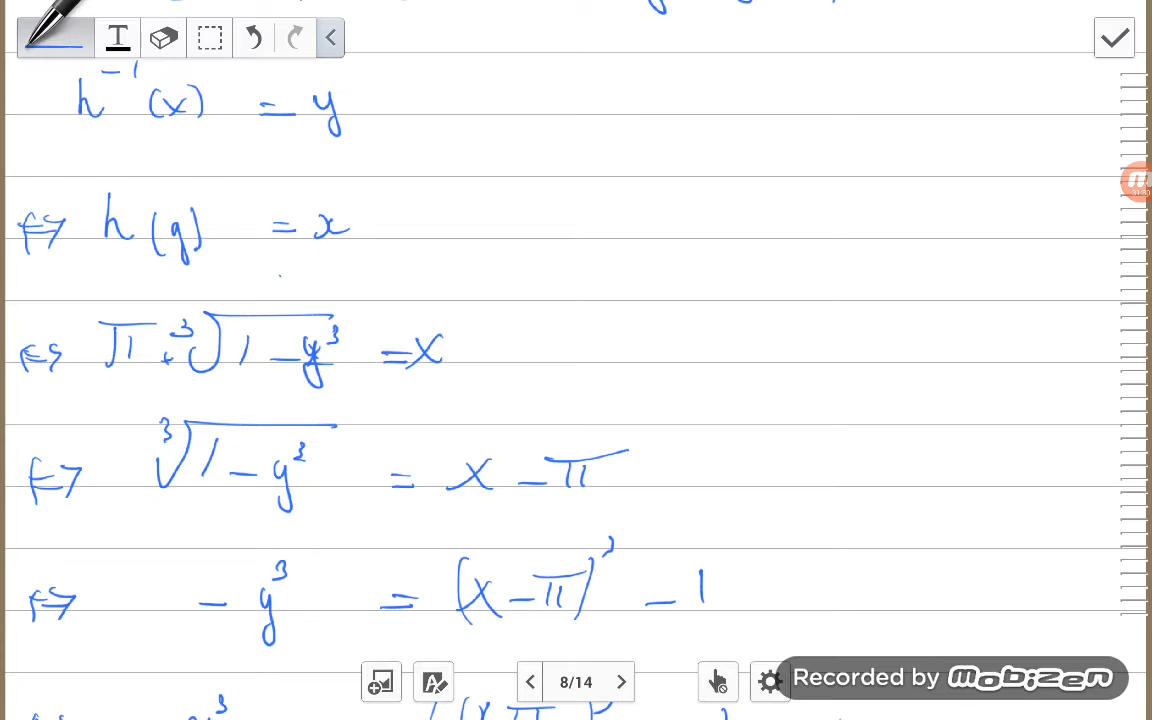 h⁻¹(x) = y
⟺ h(y) = x
⟺ π + ∛(1 − y³) = x
⟺ ∛(1 − y³) = x − π
⟺ − y³ = (x − π)³ − 1
8/14
Recorded by mobizen